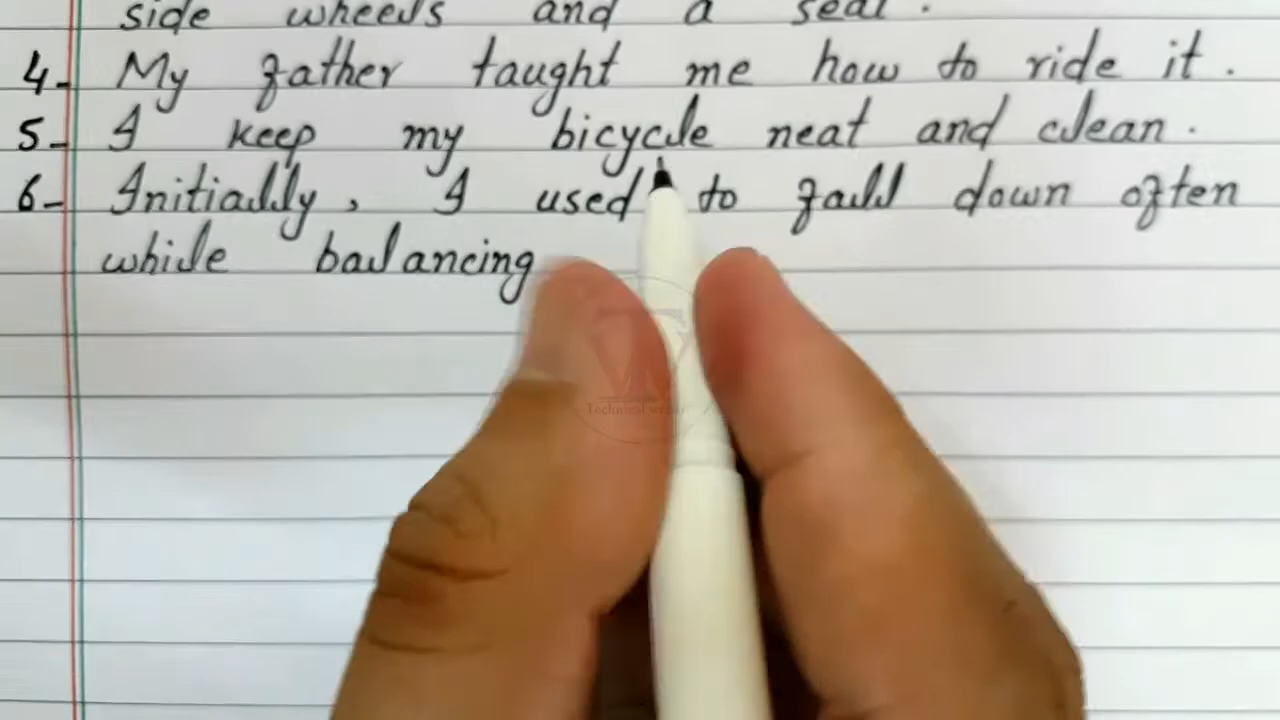 side wheels and a seat.
4- My father taught me how to ride it.
5- I keep my bicycle neat and clean.
6- Initially, I used to fall down often
while balancing
Technical